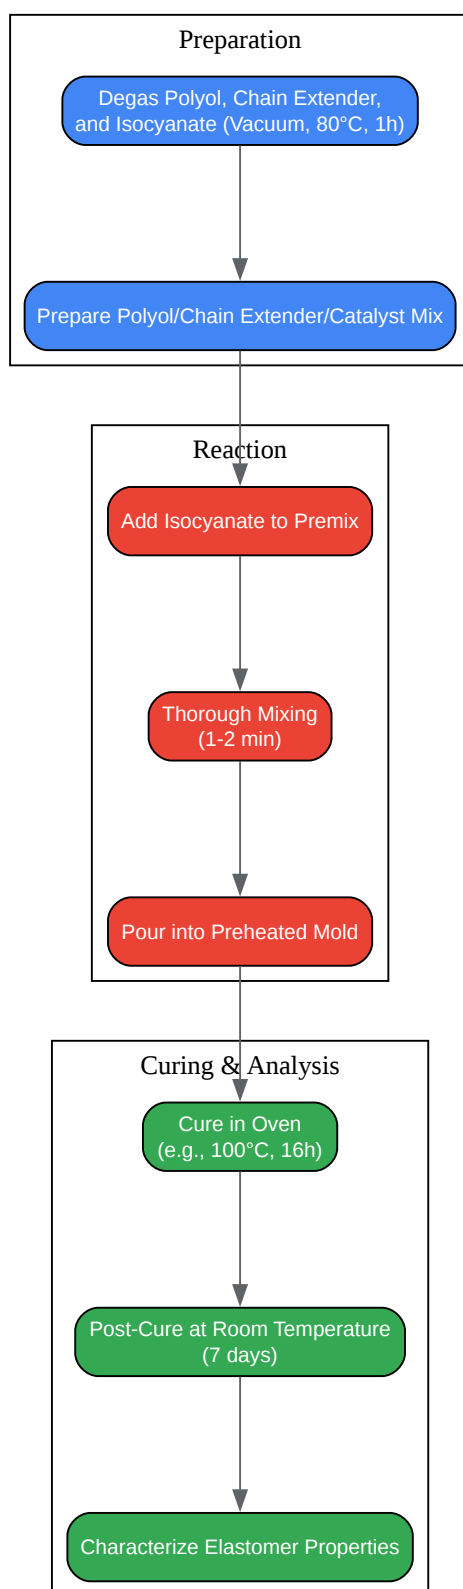 Preparation
Degas Polyol, Chain Extender,
and Isocyanate (Vacuum, 80°C, 1h)
Prepare Polyol/Chain Extender/Catalyst Mix
Reaction
Add Isocyanate to Premix
Thorough Mixing
(1-2 min)
Pour into Preheated Mold
Curing & Analysis
Cure in Oven
(e.g., 100°C, 16h)
Post-Cure at Room Temperature
(7 days)
Characterize Elastomer Properties